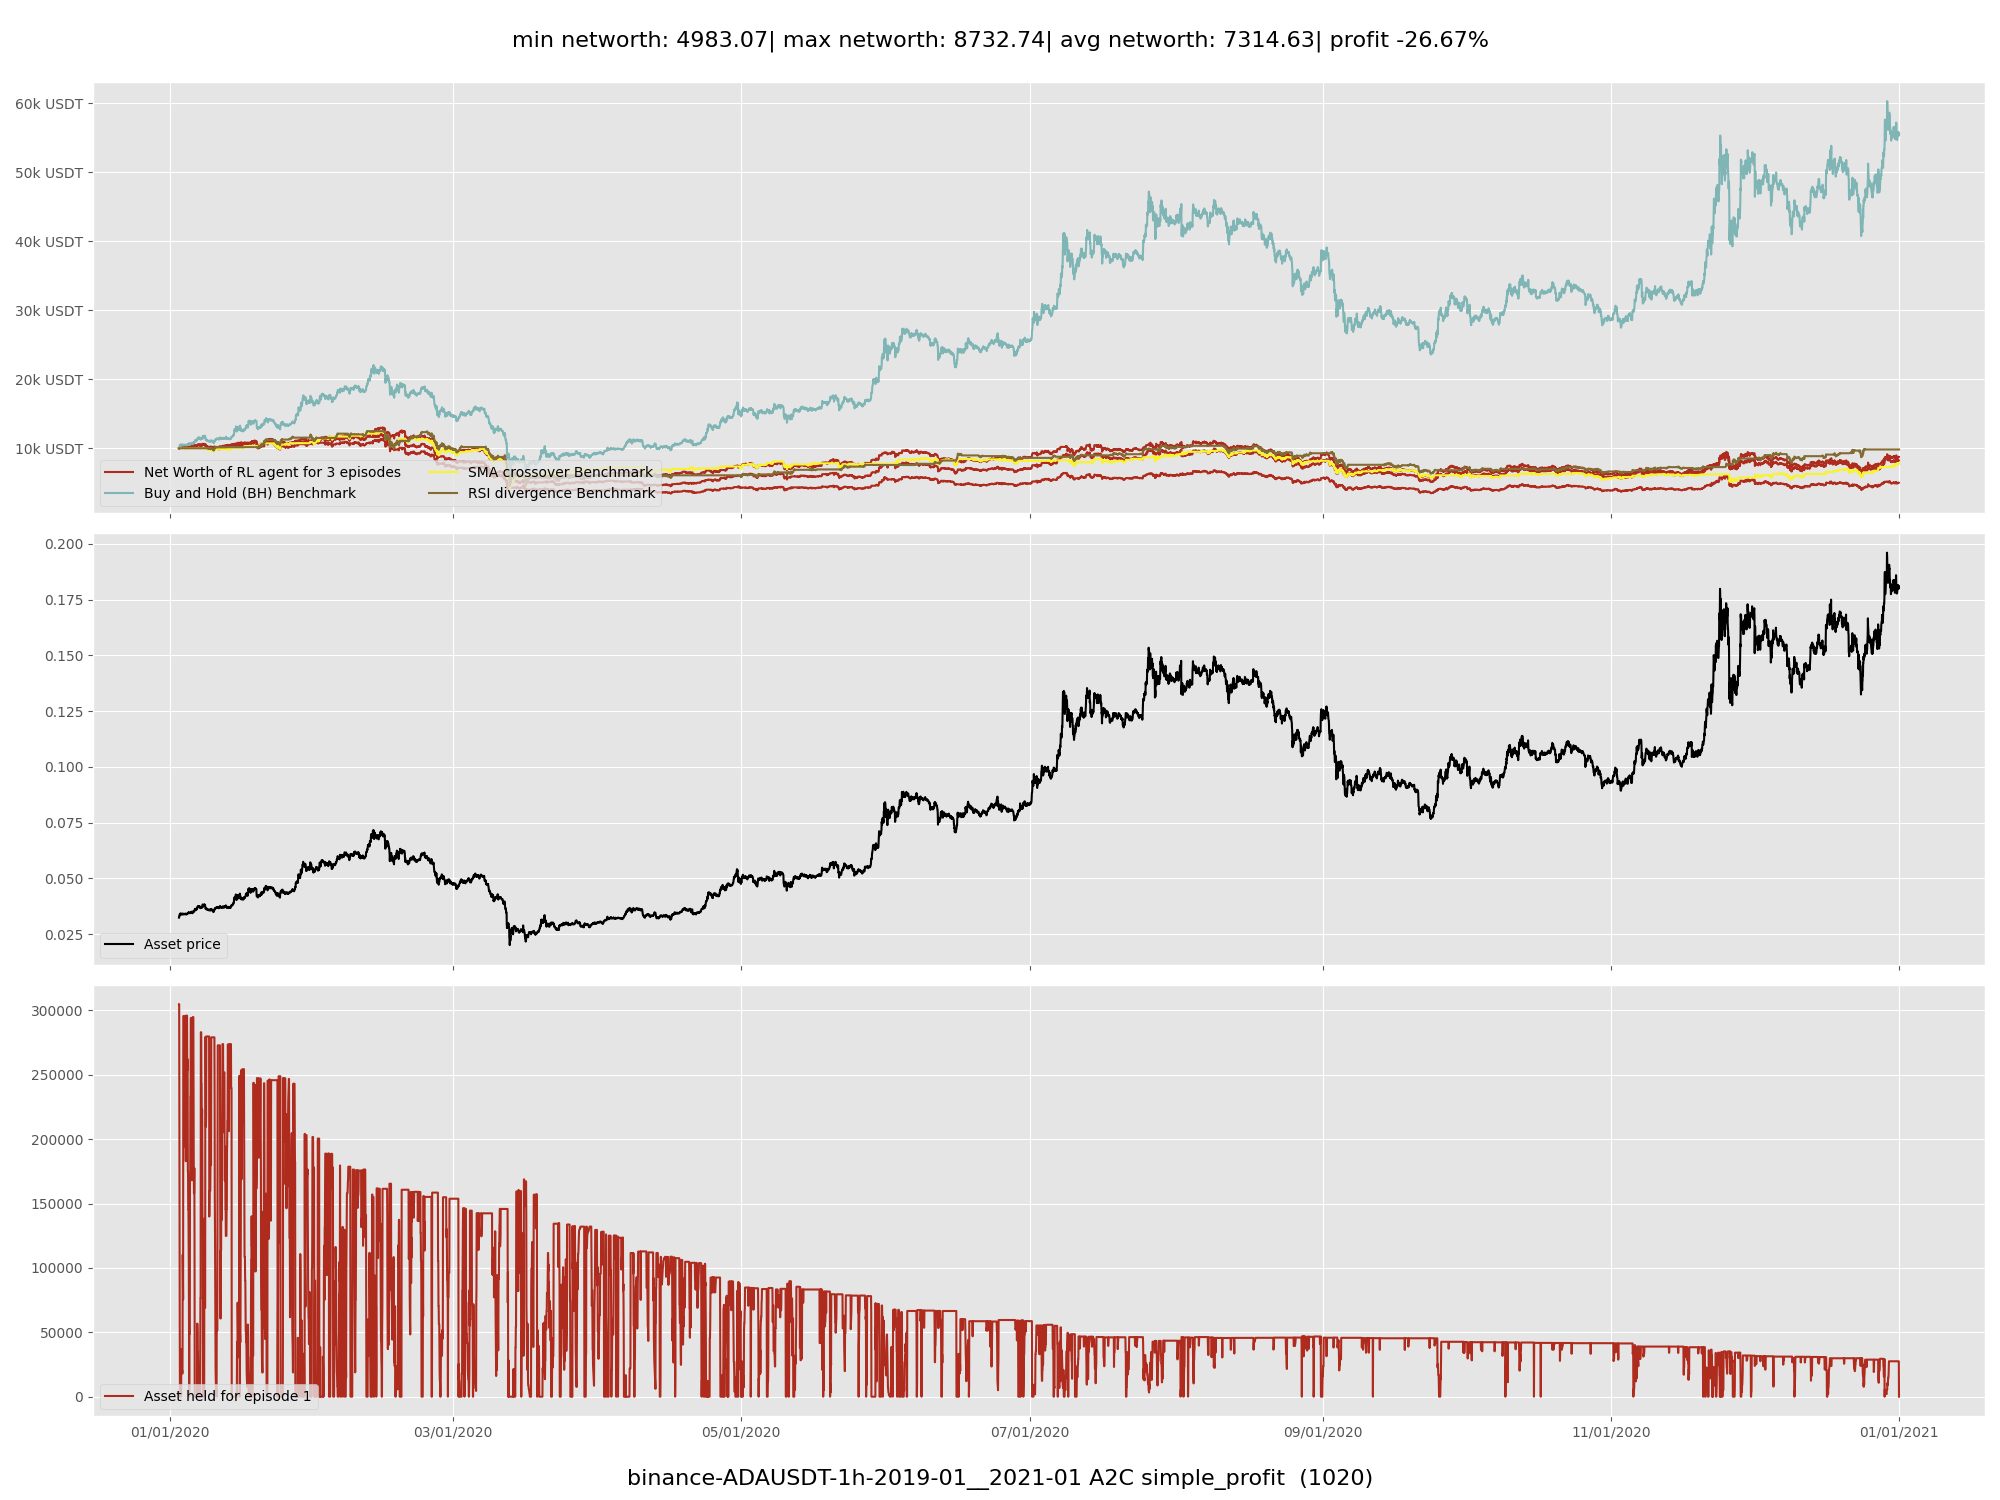 min networth: 4983.07| max networth: 8732.74| avg networth: 7314.63| profit -26.67%
60k USDT
50k USDT
40k USDT
30k USDT
20k USDT
10k USDT
Net Worth of RL agent for 3 episodes
Buy and Hold (BH) Benchmark
SMA crossover Benchmark
RSI divergence Benchmark
0.200
0.175
0.150
0.125
0.100
0.075
0.050
0.025
Asset price
300000
250000
200000
150000
100000
50000
0
Asset held for episode 1
01/01/2020 03/01/2020 05/01/2020 07/01/2020 09/01/2020 11/01/2020 01/01/2021
binance-ADAUSDT-1h-2019-01__2021-01 A2C simple_profit (1020)